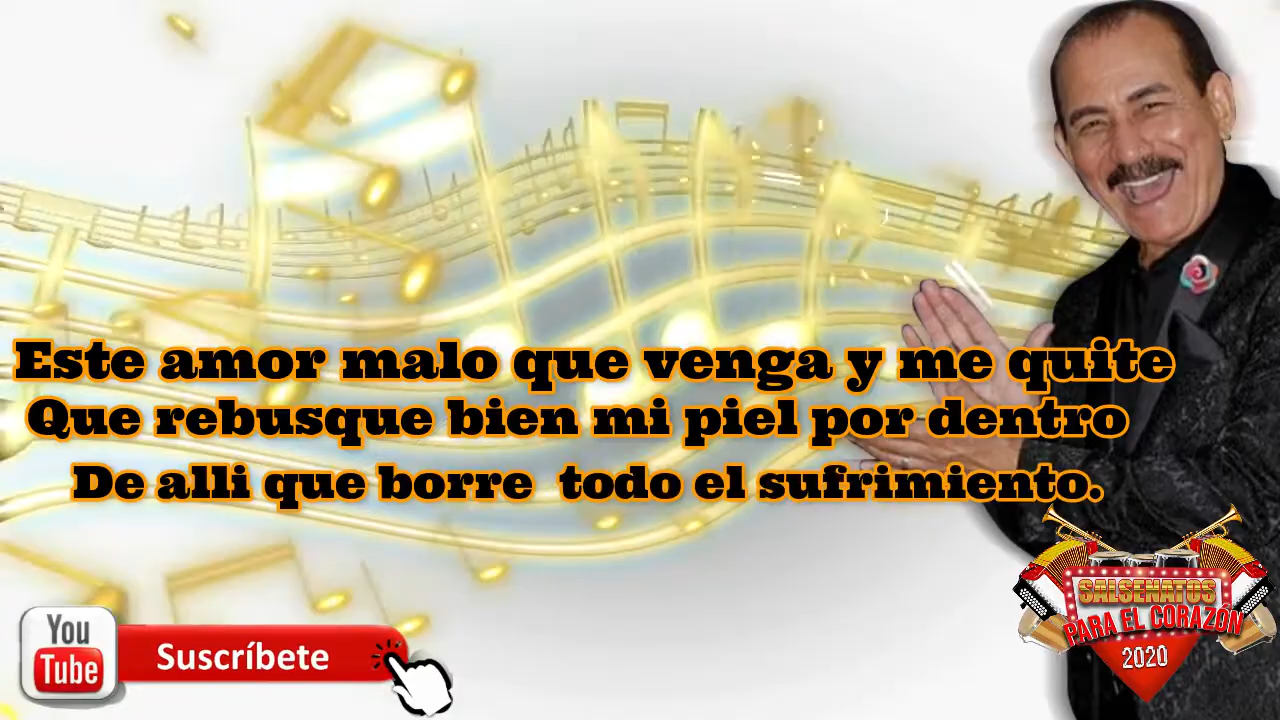 Este amor malo que venga y me quite
Que rebusque bien mi piel por dentro
De alli que borre todo el sufrimiento.
SALSENATOS
PARA EL CORAZÓN
2020
You
Tube
Suscríbete